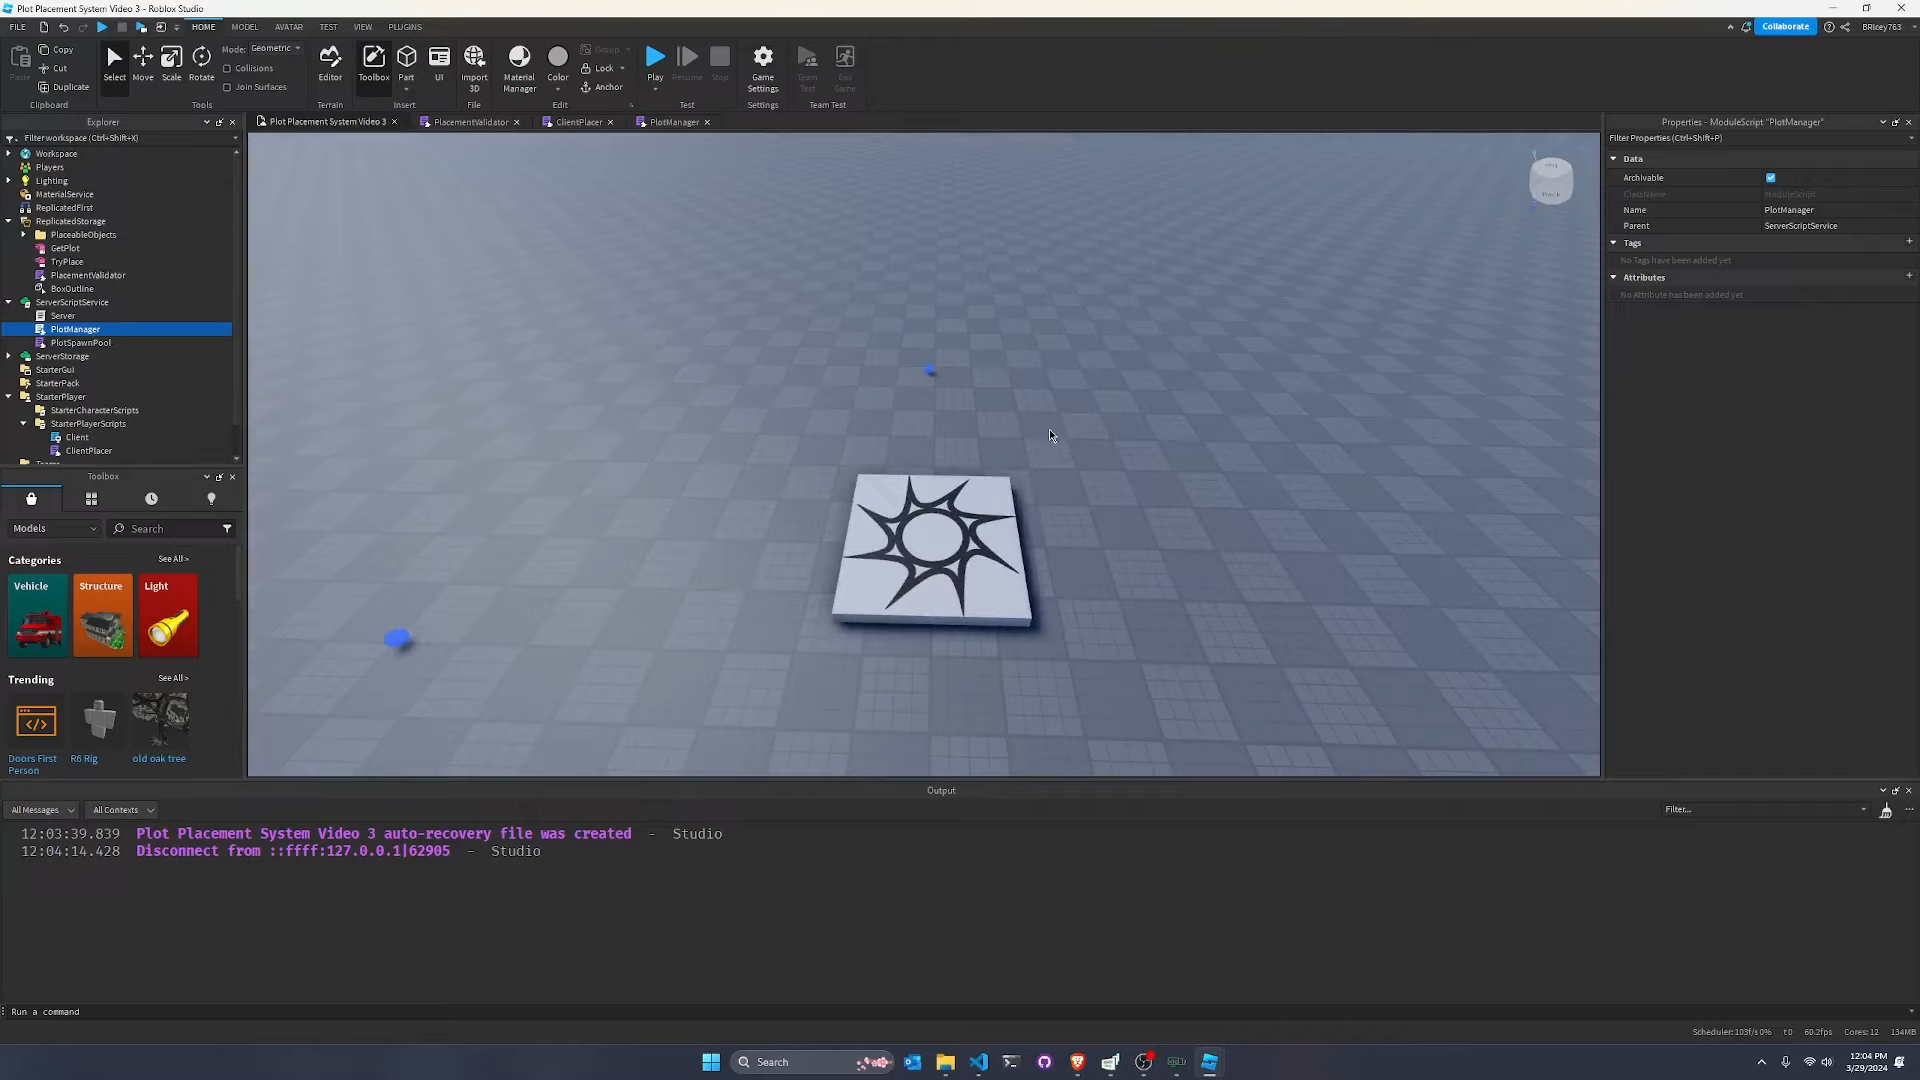 Plot Placement System Video 3 - Roblox Studio
FILE
HOME
MODEL
AVATAR
TEST
VIEW
PLUGINS
Collaborate
BRicey763
Paste
Copy
Cut
Duplicate
Clipboard
Select
Move
Scale
Rotate
Mode: Geometric
Collisions
Join Surfaces
Tools
Editor
Terrain
Toolbox
Part
UI
Insert
Import 3D
File
Material Manager
Color
Group
Lock
Anchor
Edit
Play
Resume
Stop
Test
Game Settings
Settings
Team Test
Exit Game
Team Test
Explorer
Filter workspace (Ctrl+Shift+X)
Workspace
Players
Lighting
MaterialService
ReplicatedFirst
ReplicatedStorage
PlaceableObjects
GetPlot
TryPlace
PlacementValidator
BoxOutline
ServerScriptService
Server
PlotManager
PlotSpawnPool
ServerStorage
StarterGui
StarterPack
StarterPlayer
StarterCharacterScripts
StarterPlayerScripts
Client
ClientPlacer
Plot Placement System Video 3
PlacementValidator
ClientPlacer
PlotManager
Properties - ModuleScript "PlotManager"
Filter Properties (Ctrl+Shift+P)
Data
Archivable
ClassName ModuleScript
Name PlotManager
Parent ServerScriptService
Tags
No Tags have been added yet
Attributes
No Attribute has been added yet
Toolbox
Models
Search
Categories
See All >
Vehicle
Structure
Light
Trending
See All >
Doors First Person
R6 Rig
old oak tree
Output
All Messages
All Contexts
Filter...
12:03:39.839 Plot Placement System Video 3 auto-recovery file was created - Studio
12:04:14.428 Disconnect from ::ffff:127.0.0.1|62905 - Studio
Run a command
Scheduler: 103f/s 0%
60.2fps
Cores: 12
134MB
Search
12:04 PM
3/29/2024